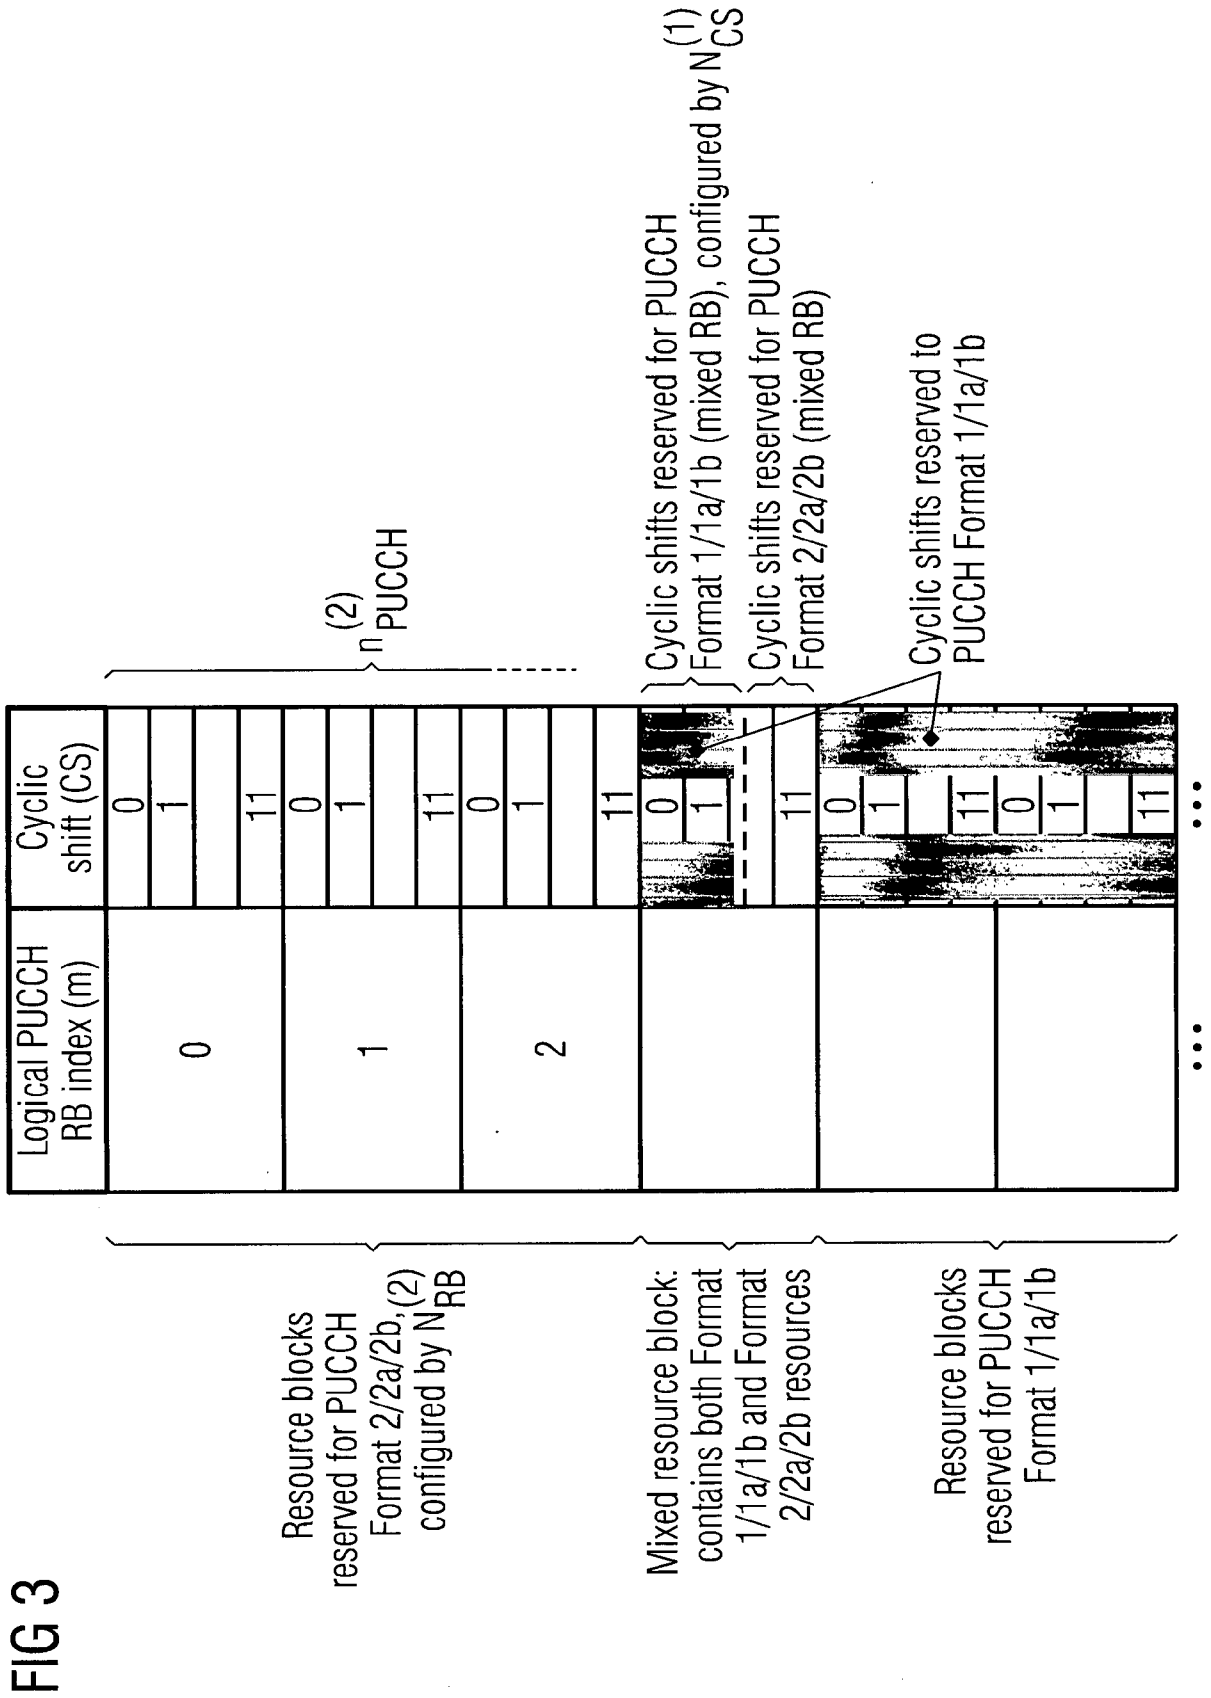 FIG 3
Logical PUCCH
RB index (m)
Cyclic
shift (CS)
Resource blocks
reserved for PUCCH
Format 2/2a/2b,
configured by N(2)RB
0
0
1
11
1
0
1
11
2
0
1
11
n(2)PUCCH
Mixed resource block:
contains both Format
1/1a/1b and Format
2/2a/2b resources
0
1
11
Cyclic shifts reserved for PUCCH
Format 1/1a/1b (mixed RB), configured by N(1)CS
Cyclic shifts reserved for PUCCH
Format 2/2a/2b (mixed RB)
Resource blocks
reserved for PUCCH
Format 1/1a/1b
0
1
11
0
1
11
Cyclic shifts reserved to
PUCCH Format 1/1a/1b
...
...